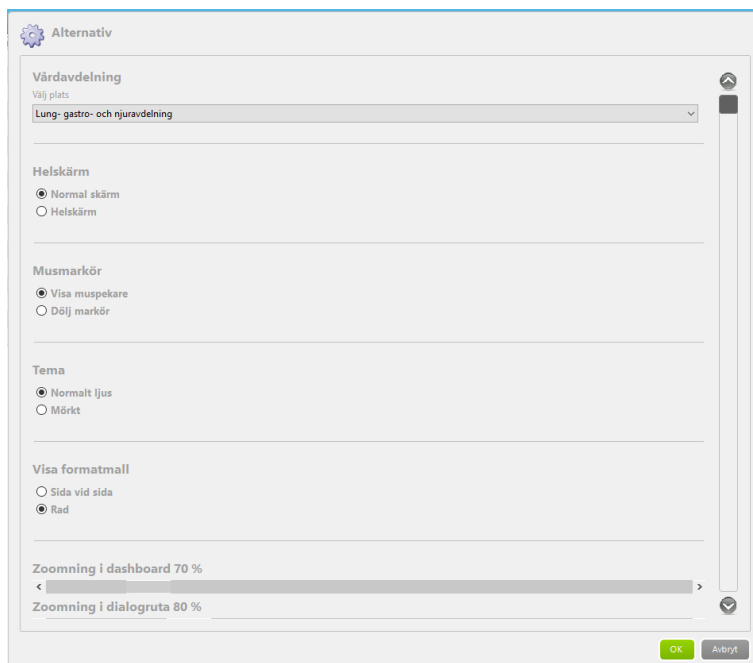 Alternativ
Vårdavdelning
Välj plats
Lung- gastro- och njuravdelning
Helskärm
Normal skärm
Helskärm
Musmarkör
Visa muspekare
Dölj markör
Tema
Normalt ljus
Mörkt
Visa formatmall
Sida vid sida
Rad
Zoomning i dashboard 70 %
Zoomning i dialogruta 80 %
OK
Avbryt